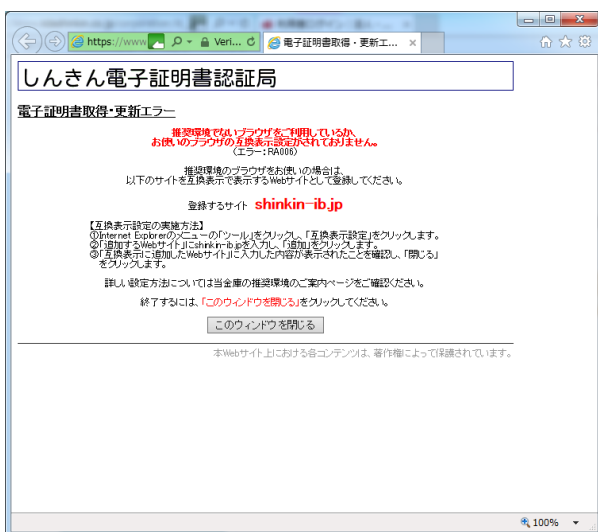 https://www
Veri...
電子証明書取得・更新エ...
しんきん電子証明書認証局
電子証明書取得・更新エラー
推奨環境でないブラウザをご利用しているか、
お使いのブラウザの互換表示設定がされておりません。
(エラー:RA006)
推奨環境のブラウザをお使いの場合は、
以下のサイトを互換表示で表示するWebサイトとして登録してください。
登録するサイト shinkin-ib.jp
【互換表示設定の実施方法】
①Internet Explorerのメニューの「ツール」をクリックし、「互換表示設定」をクリックします。
②「追加するWebサイト」にshinkin-ib.jpを入力し、「追加」をクリックします。
③「互換表示に追加したWebサイト」に入力した内容が表示されたことを確認し、「閉じる」
をクリックします。
詳しい設定方法については当金庫の推奨環境のご案内ページをご確認ください。
終了するには、「このウィンドウを閉じる」をクリックしてください。
このウィンドウを閉じる
本Webサイト上における各コンテンツは、著作権によって保護されています。
100%